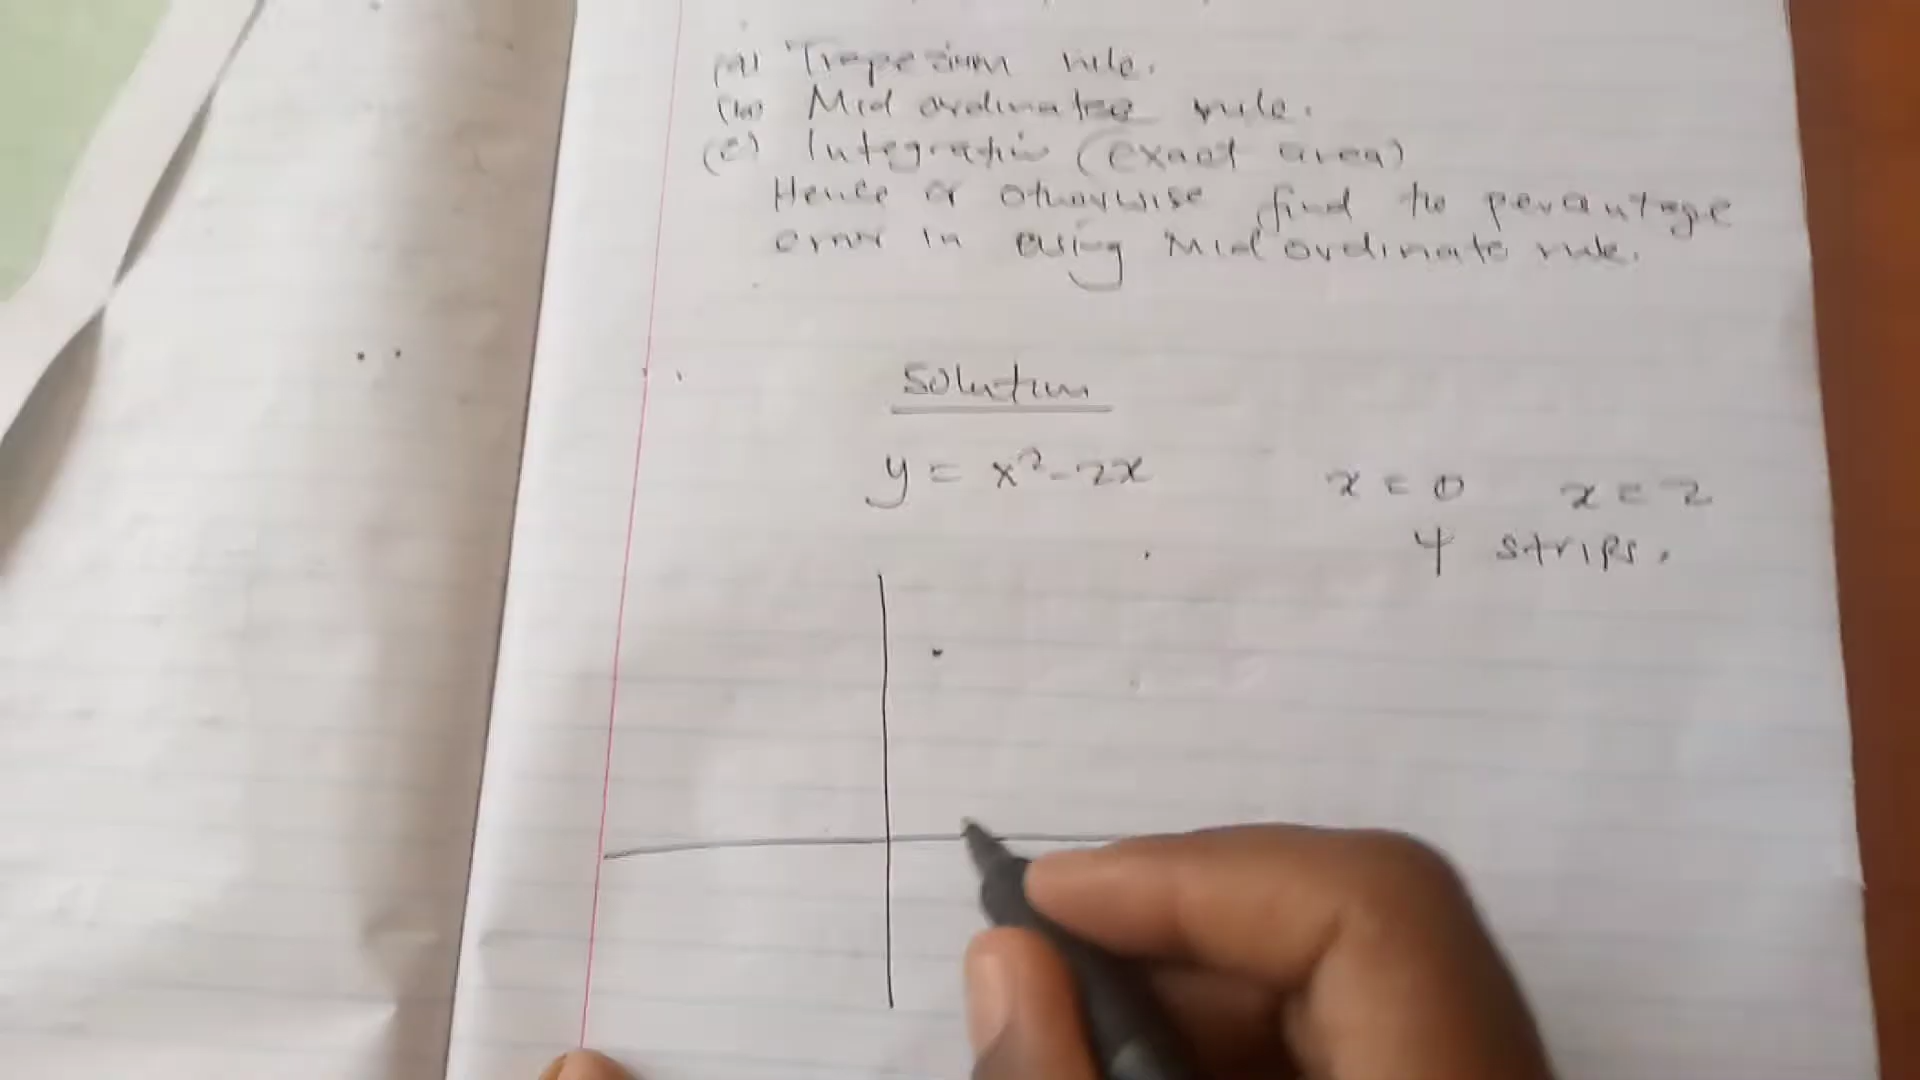 (a) Trapezium rule.
(b) Mid ordinates rule.
(c) Integration (exact area)
Hence or otherwise find the percentage
error in using Mid ordinate rule.
Solution
y = x² - 2x x = 0 x = 2
4 strips.